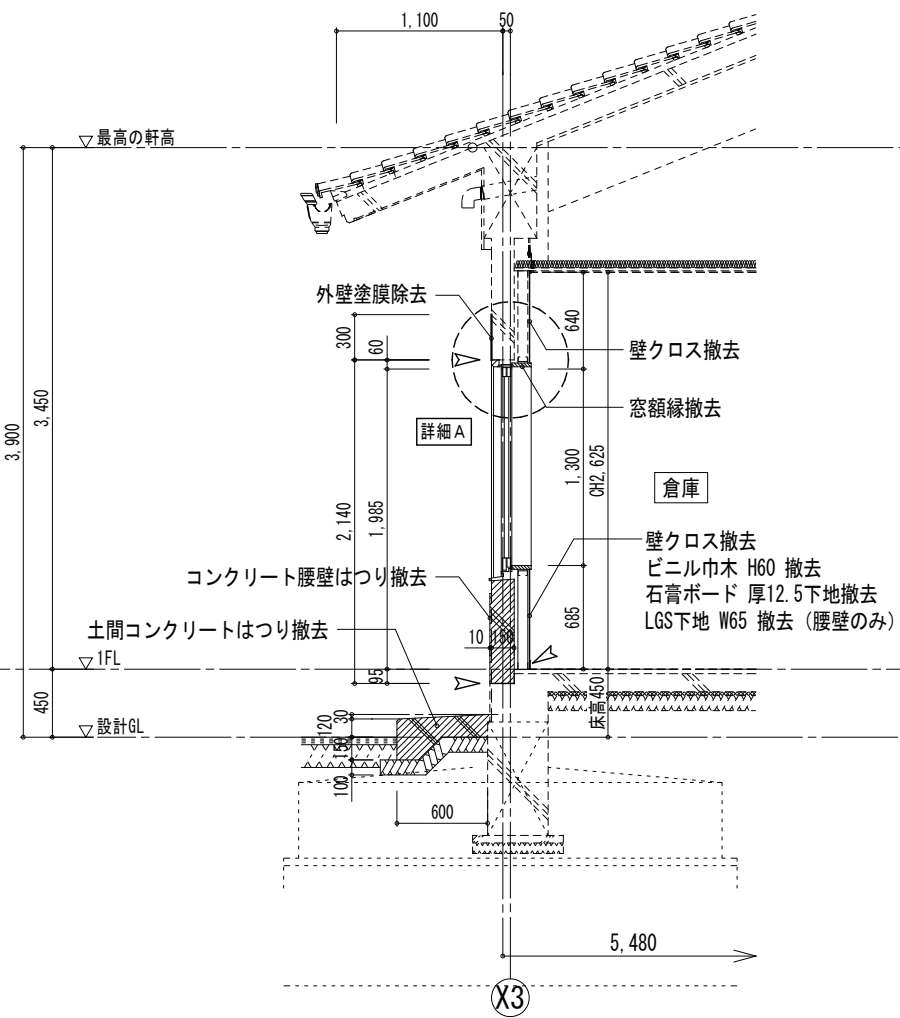 1,100
50
最高の軒高
外壁塗膜除去
300
60
640
壁クロス撤去
窓額縁撤去
3,900
3,450
詳細A
2,140
1,985
1,300
CH2,625
倉庫
壁クロス撤去
ビニル巾木 H60 撤去
石膏ボード 厚12.5下地撤去
LGS下地 W65 撤去（腰壁のみ）
コンクリート腰壁はつり撤去
土間コンクリートはつり撤去
10
150
685
1FL
95
450
床高450
設計GL
30
120
150
100
600
5,480
X3